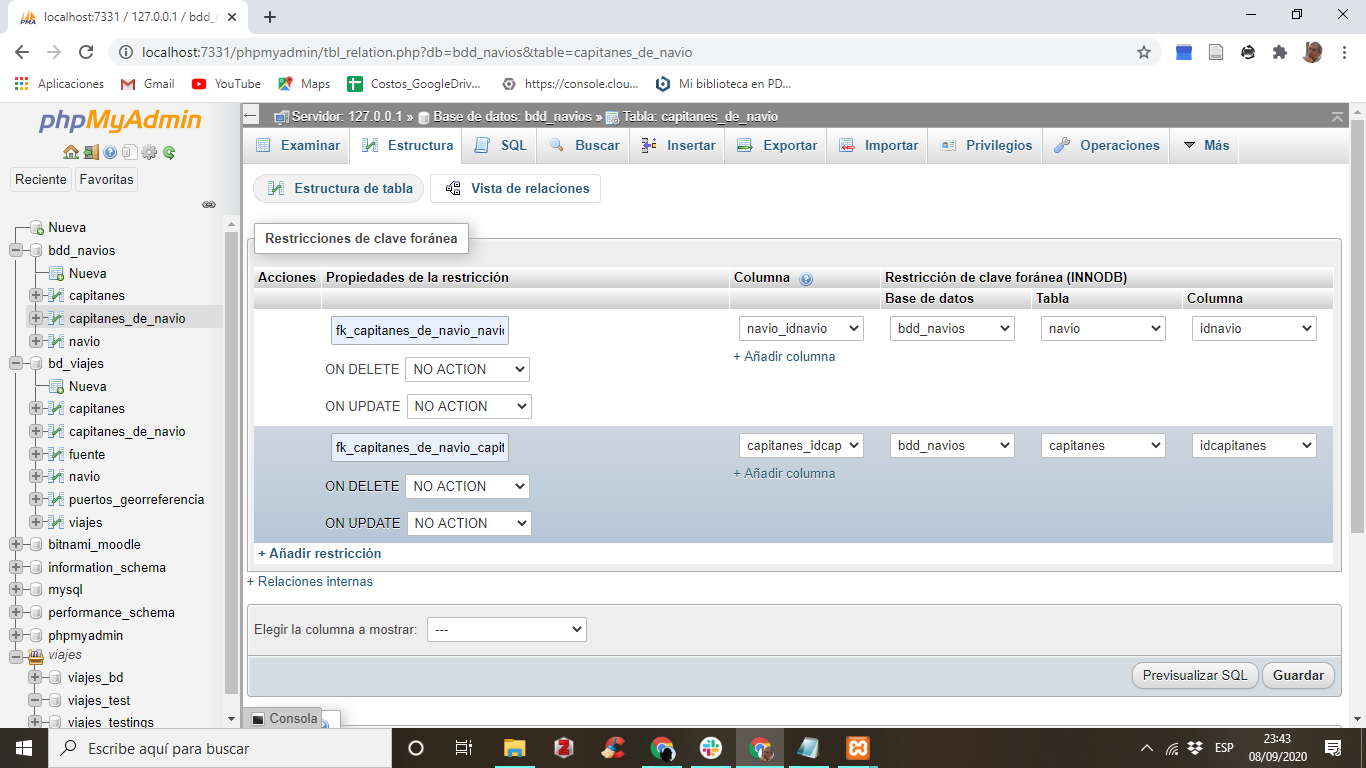 localhost:7331 / 127.0.0.1 / bdd_
localhost:7331/phpmyadmin/tbl_relation.php?db=bdd_navios&table=capitanes_de_navio
Aplicaciones Gmail YouTube Maps Costos_GoogleDriv... https://console.clou... Mi biblioteca en PD...
phpMyAdmin
Reciente Favoritas
Nueva
bdd_navios
Nueva
capitanes
capitanes_de_navio
navio
bd_viajes
Nueva
capitanes
capitanes_de_navio
fuente
navio
puertos_georreferencia
viajes
bitnami_moodle
information_schema
mysql
performance_schema
phpmyadmin
viajes
viajes_bd
viajes_test
viajes_testings
Servidor: 127.0.0.1 » Base de datos: bdd_navios » Tabla: capitanes_de_navio
Examinar Estructura SQL Buscar Insertar Exportar Importar Privilegios Operaciones Más
Estructura de tabla Vista de relaciones
Restricciones de clave foránea
Acciones Propiedades de la restricción Columna Restricción de clave foránea (INNODB)
Base de datos Tabla Columna
fk_capitanes_de_navio_navio navio_idnavio bdd_navios navio idnavio
+ Añadir columna
ON DELETE NO ACTION
ON UPDATE NO ACTION
fk_capitanes_de_navio_capit capitanes_idcap bdd_navios capitanes idcapitanes
+ Añadir columna
ON DELETE NO ACTION
ON UPDATE NO ACTION
+ Añadir restricción
+ Relaciones internas
Elegir la columna a mostrar: ---
Previsualizar SQL Guardar
Consola
Escribe aquí para buscar
ESP
23:43
08/09/2020